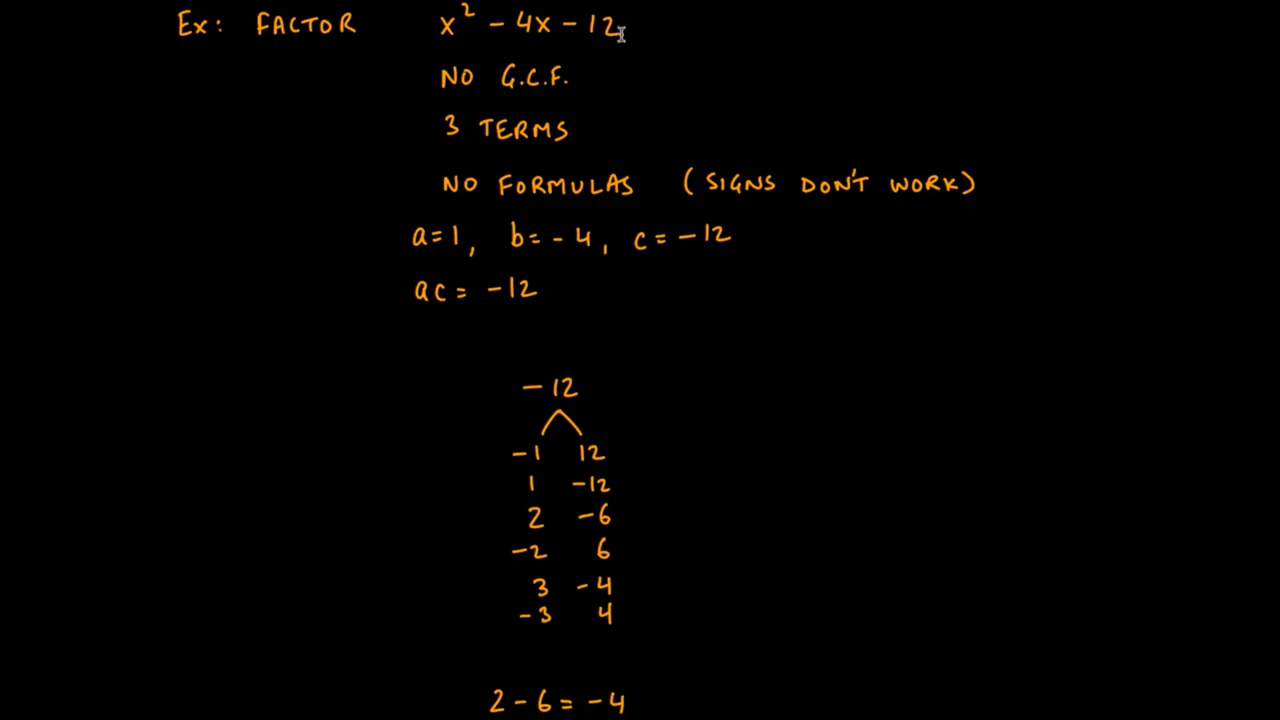 Ex: FACTOR x² - 4x - 12
NO G.C.F.
3 TERMS
NO FORMULAS (SIGNS DON'T WORK)
a=1, b= -4, c= -12
ac= -12
-12
-1 12
1 -12
2 -6
-2 6
3 -4
-3 4
2 - 6 = -4